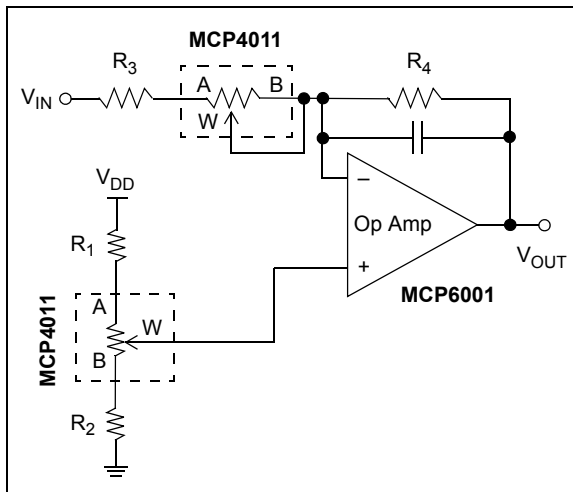 MCP4011
R3
A
B
R4
VIN
W
VDD
–
Op Amp
R1
VOUT
+
MCP6001
A
W
MCP4011
B
R2